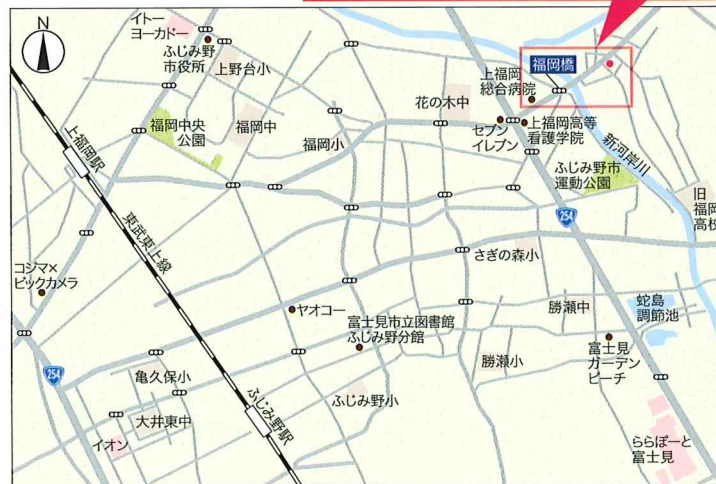 N
イトー
ヨーカドー
ふじみ野
市役所
上野台小
上福岡
総合病院
福岡橋
花の木中
セブン
イレブン
上福岡高等
看護学院
福岡中央
公園
福岡中
福岡小
新河岸川
ふじみ野市
運動公園
旧
福岡
高校
上福岡駅
東武東上線
254
コジマ×
ビックカメラ
さぎの森小
ヤオコー
富士見市立図書館
ふじみ野分館
勝瀬中
蛇島
調節池
254
亀久保小
勝瀬小
富士見
ガーデン
ビーチ
ふじみ野小
大井東中
イオン
ふじみ野駅
ららぽーと
富士見